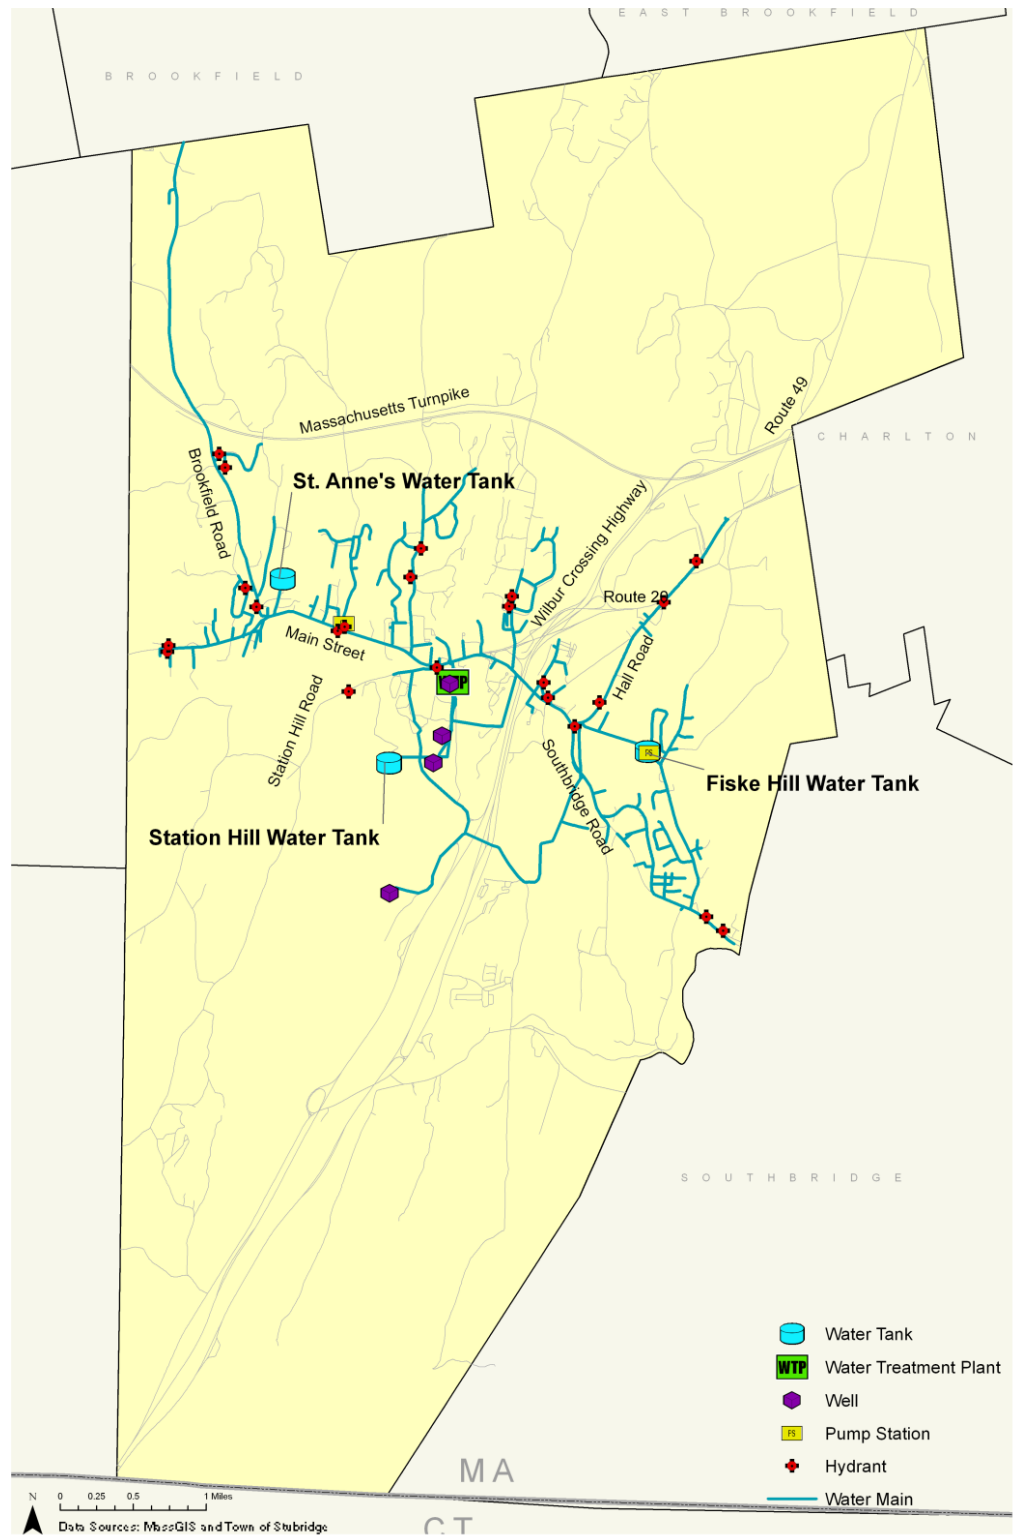 EAST BROOKFIELD
BROOKFIELD
Route 49
Massachusetts Turnpike
CHARLTON
Brookfield Road
St. Anne's Water Tank
Wilbur Crossing Highway
Route 20
Main Street
Hall Road
WTP
Station Hill Road
Southbridge Road
PS
Fiske Hill Water Tank
Station Hill Water Tank
SOUTHBRIDGE
Water Tank
WTP Water Treatment Plant
Well
PS Pump Station
Hydrant
Water Main
MA
CT
N
0 0.25 0.5 1 Miles
Data Sources: MassGIS and Town of Stubridge